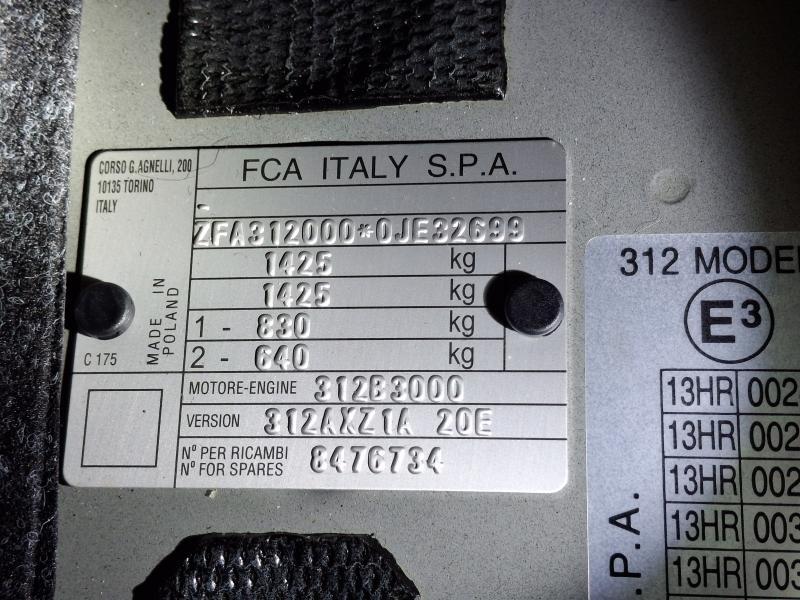 CORSO G.AGNELLI, 200
10135 TORINO
ITALY
FCA ITALY S.P.A.
ZFA312000*0JE32699
1425 kg
1425 kg
1 - 830 kg
2 - 640 kg
MADE IN
POLAND
C 175
MOTORE-ENGINE 312B3000
VERSION 312AXZ1A 20E
N° PER RICAMBI
N° FOR SPARES 8476734
312 MODE
E3
13HR 002
13HR 002
13HR 002
13HR 003
13HR 003
.P.A.